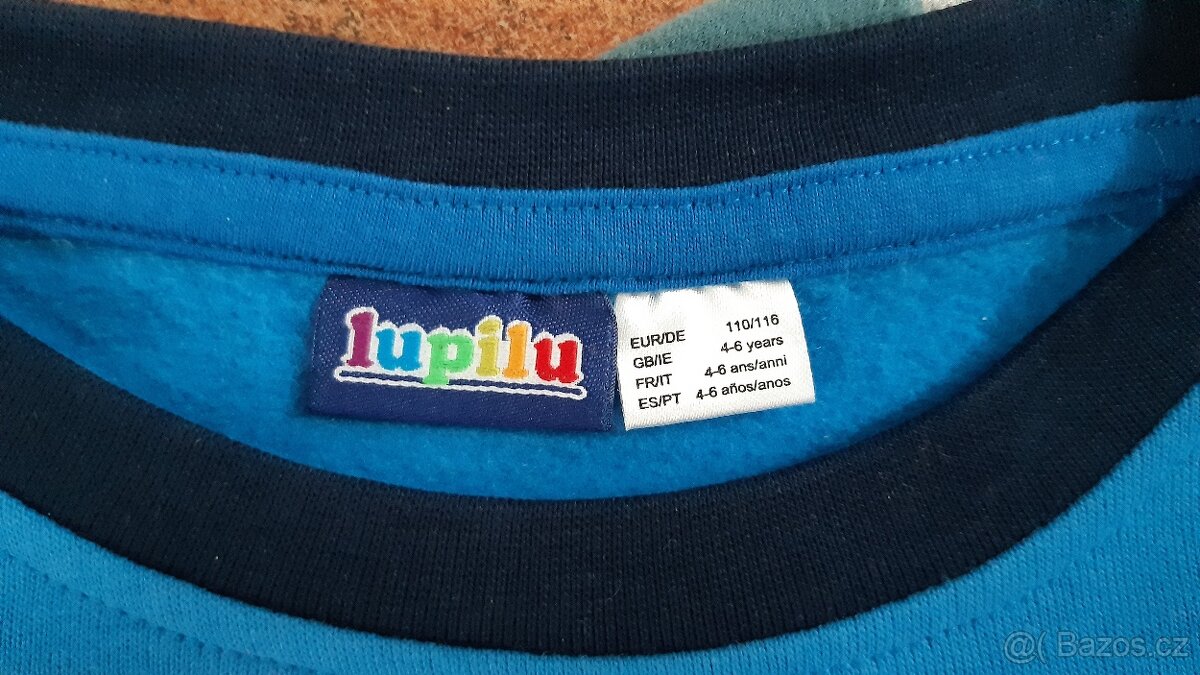 lupilu
EUR/DE 110/116
GB/IE 4-6 years
FR/IT 4-6 ans/anni
ES/PT 4-6 años/anos
@( Bazos.cz